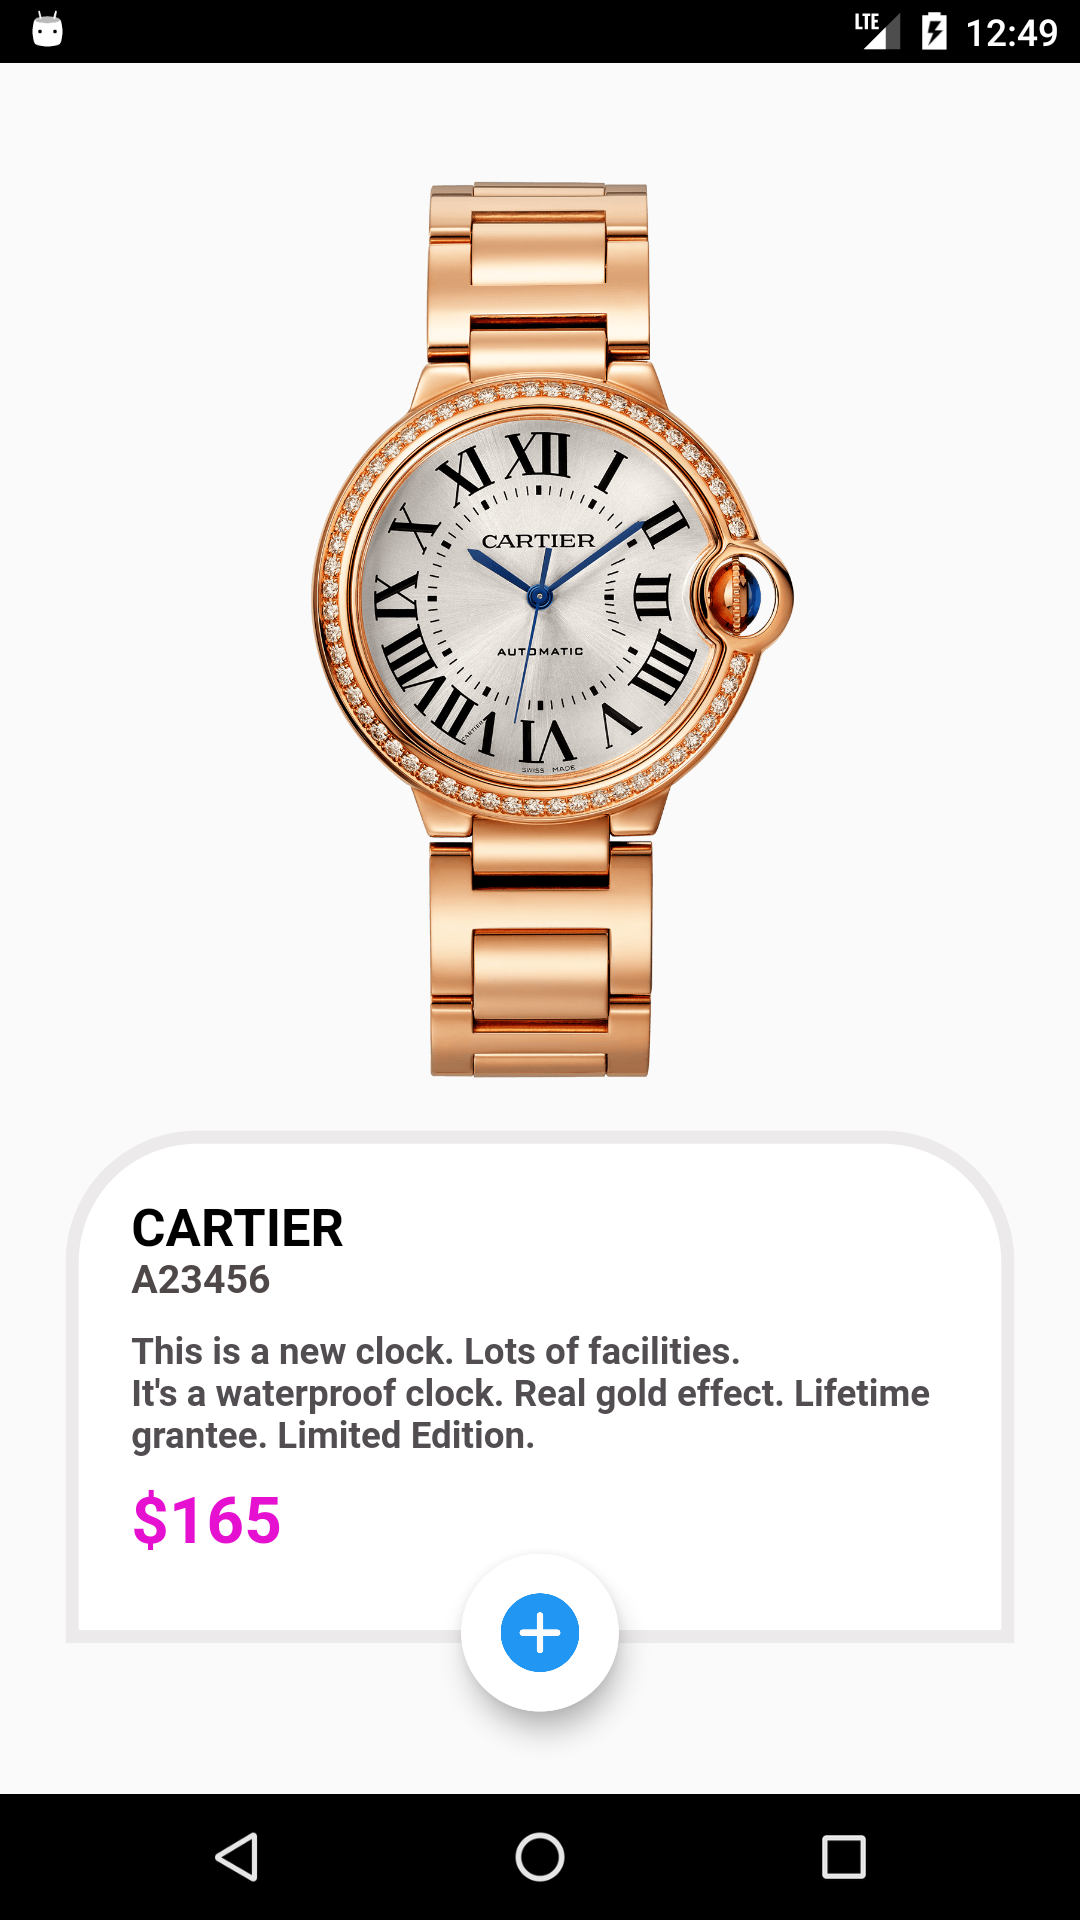 LTE 12:49
XII
I
II
III
IIII
V
VI
VII
VIII
IX
X
XI
CARTIER
AUTOMATIC
CARTIER
SWISS MADE
CARTIER
A23456
This is a new clock. Lots of facilities.
It's a waterproof clock. Real gold effect. Lifetime
grantee. Limited Edition.
$165